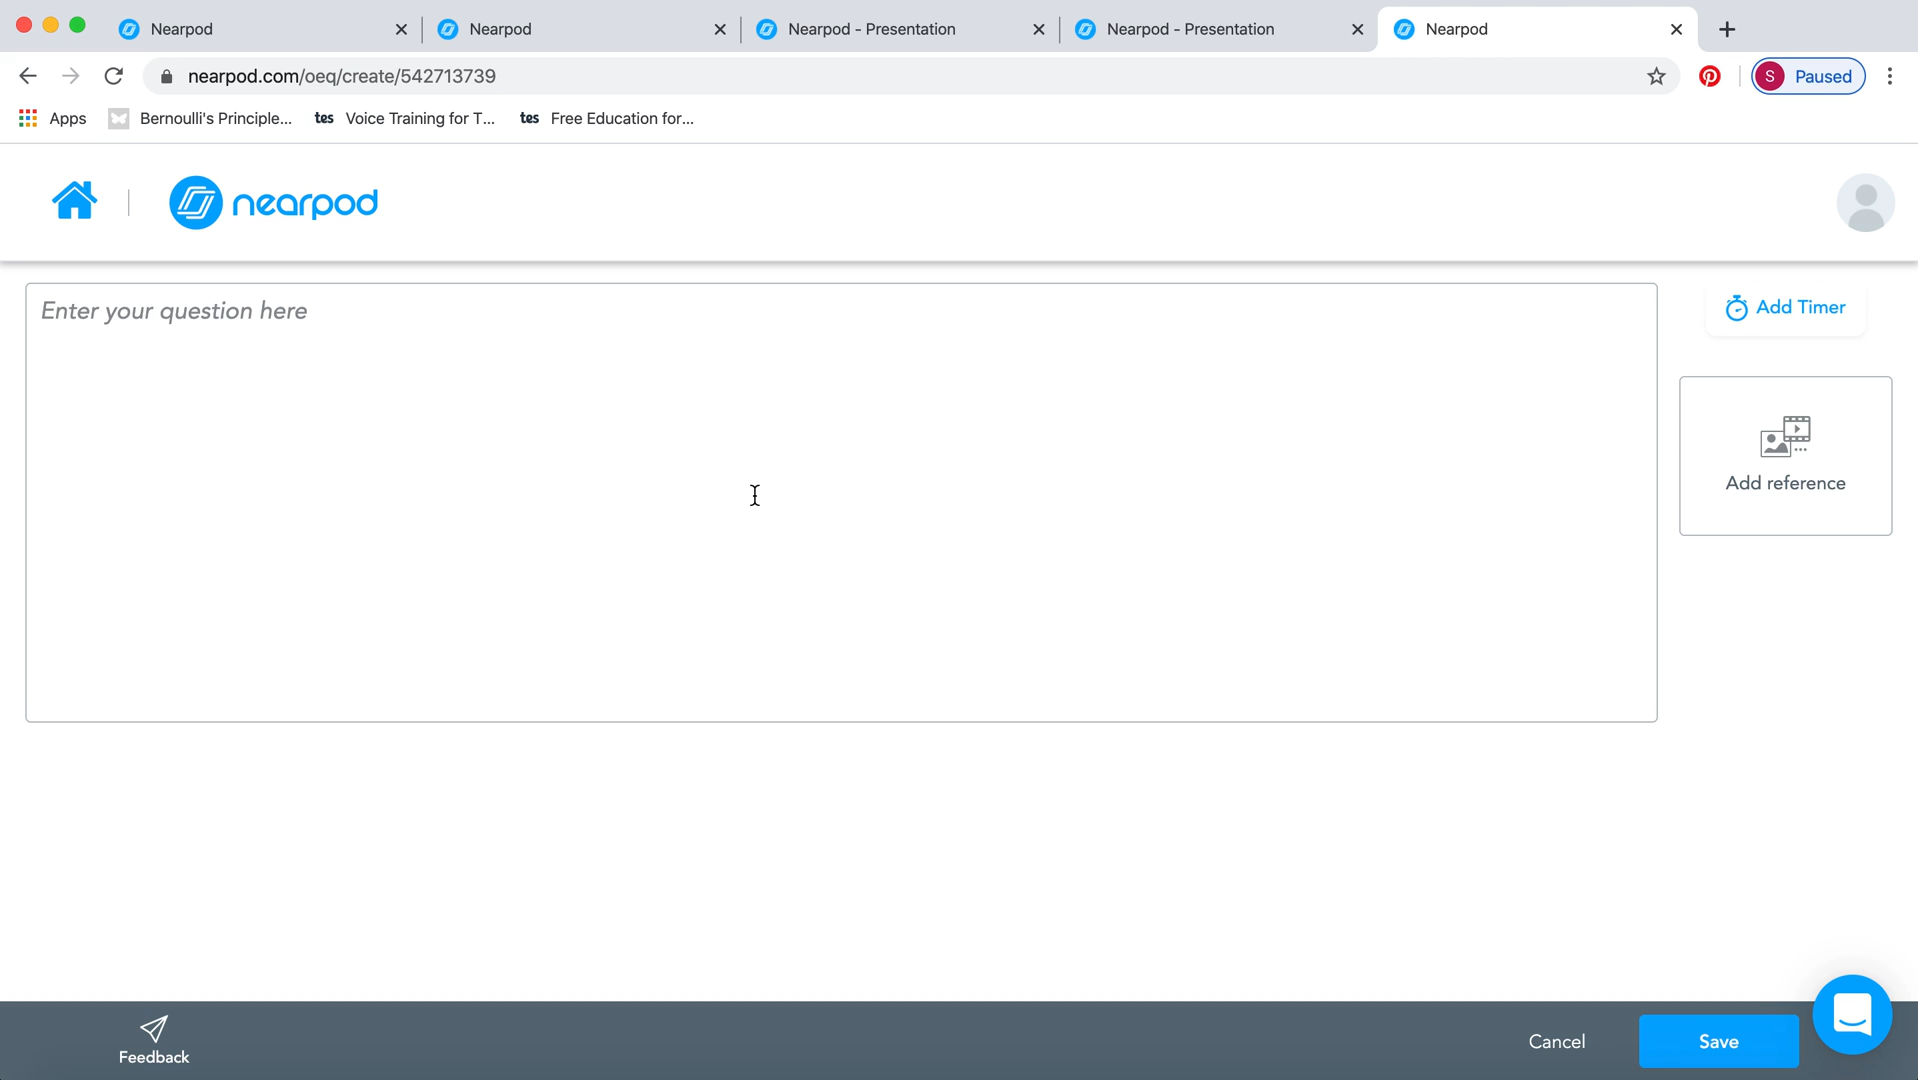 Nearpod
Nearpod
Nearpod - Presentation
Nearpod - Presentation
Nearpod
nearpod.com/oeq/create/542713739
S
Paused
Apps
Bernoulli's Principle...
tes Voice Training for T...
tes Free Education for...
nearpod
Enter your question here
Add Timer
Add reference
Feedback
Cancel
Save